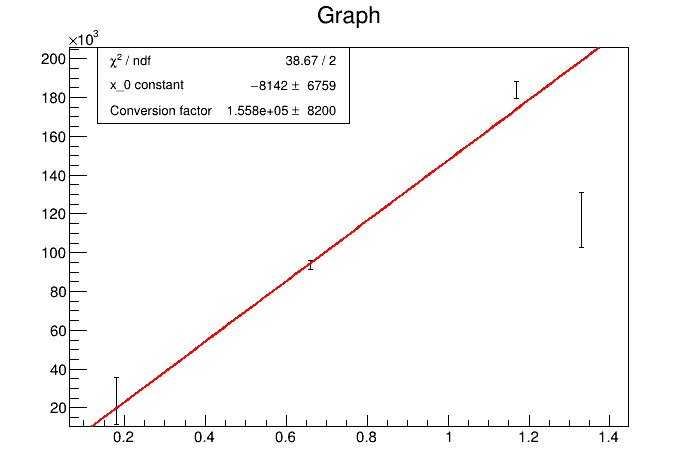 Graph
×10³
χ² / ndf 38.67 / 2
x_0 constant −8142 ± 6759
Conversion factor 1.558e+05 ± 8200
200
180
160
140
120
100
80
60
40
20
0.2 0.4 0.6 0.8 1 1.2 1.4